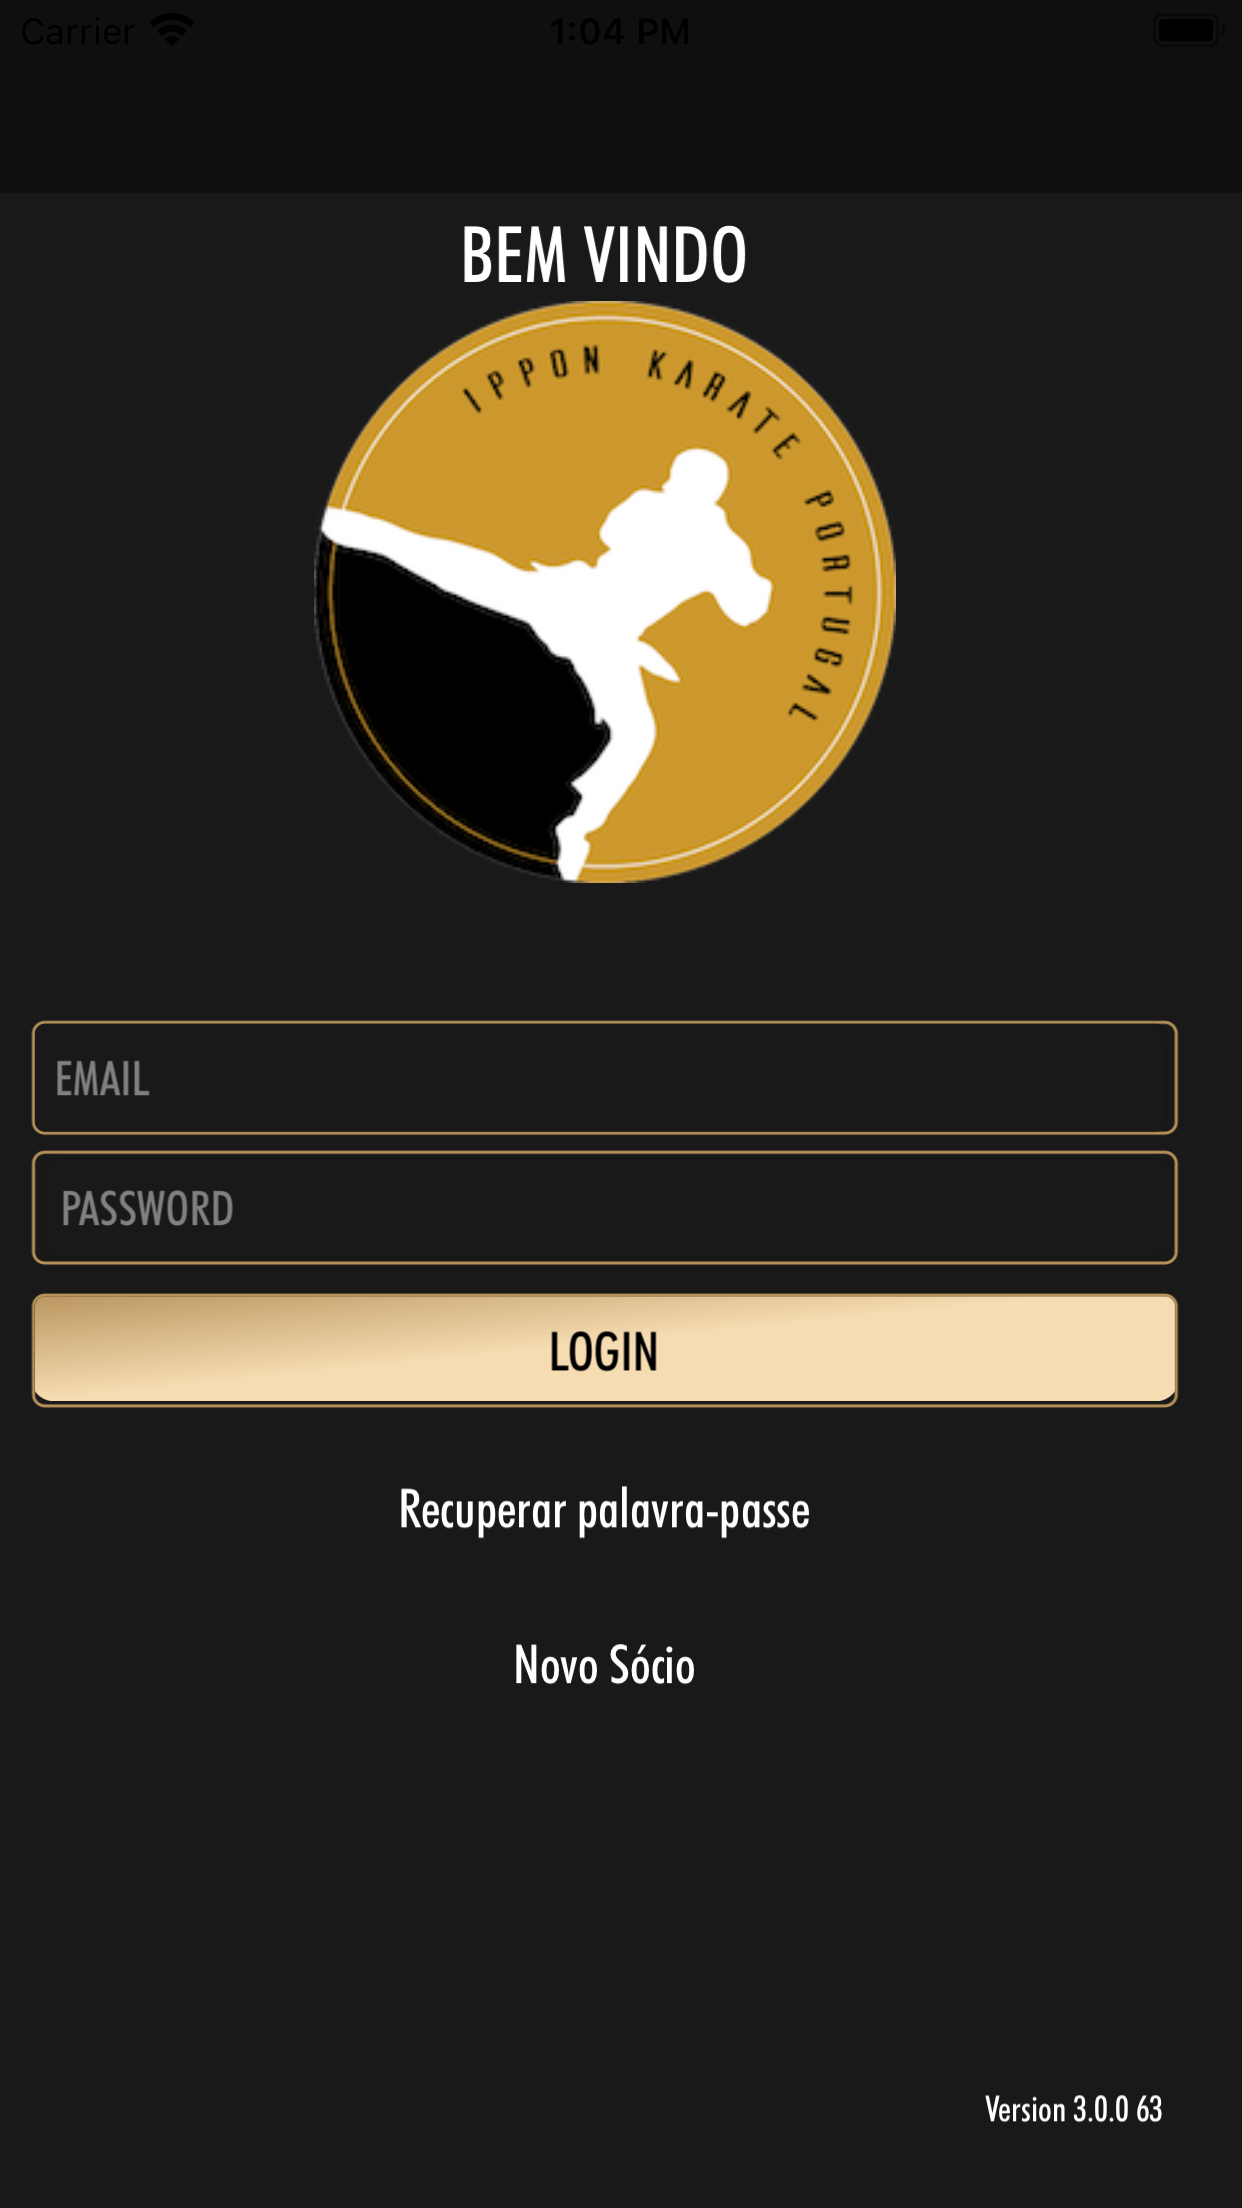 Carrier 1:04 PM
BEM VINDO
IPPON KARATE PORTUGAL
EMAIL
PASSWORD
LOGIN
Recuperar palavra-passe
Novo Sócio
Version 3.0.0 63